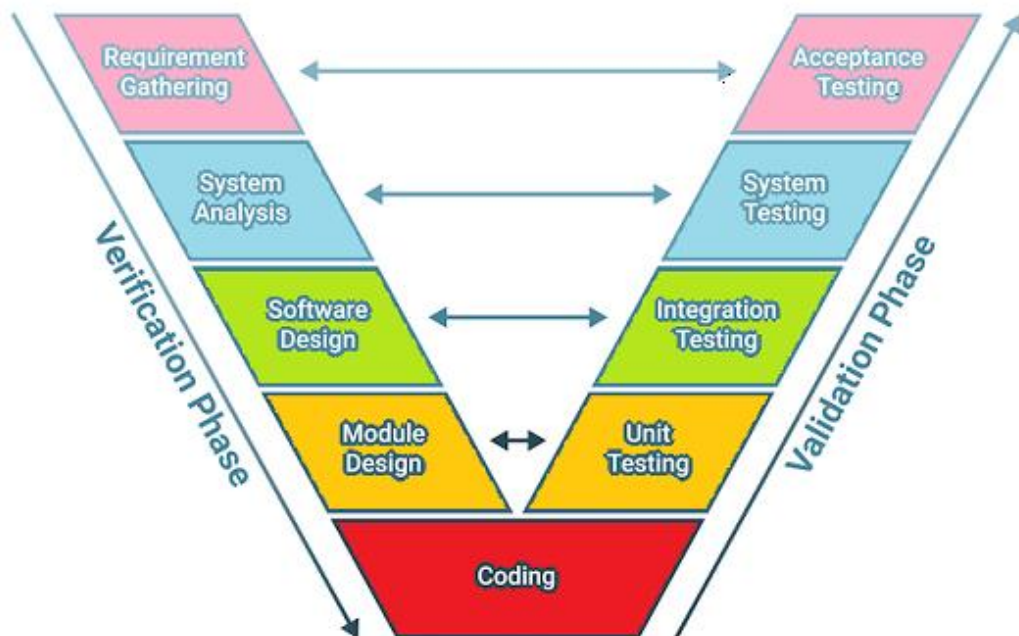 Requirement
Gathering
Acceptance
Testing
System
Analysis
System
Testing
Software
Design
Integration
Testing
Module
Design
Unit
Testing
Coding
Verification Phase
Validation Phase